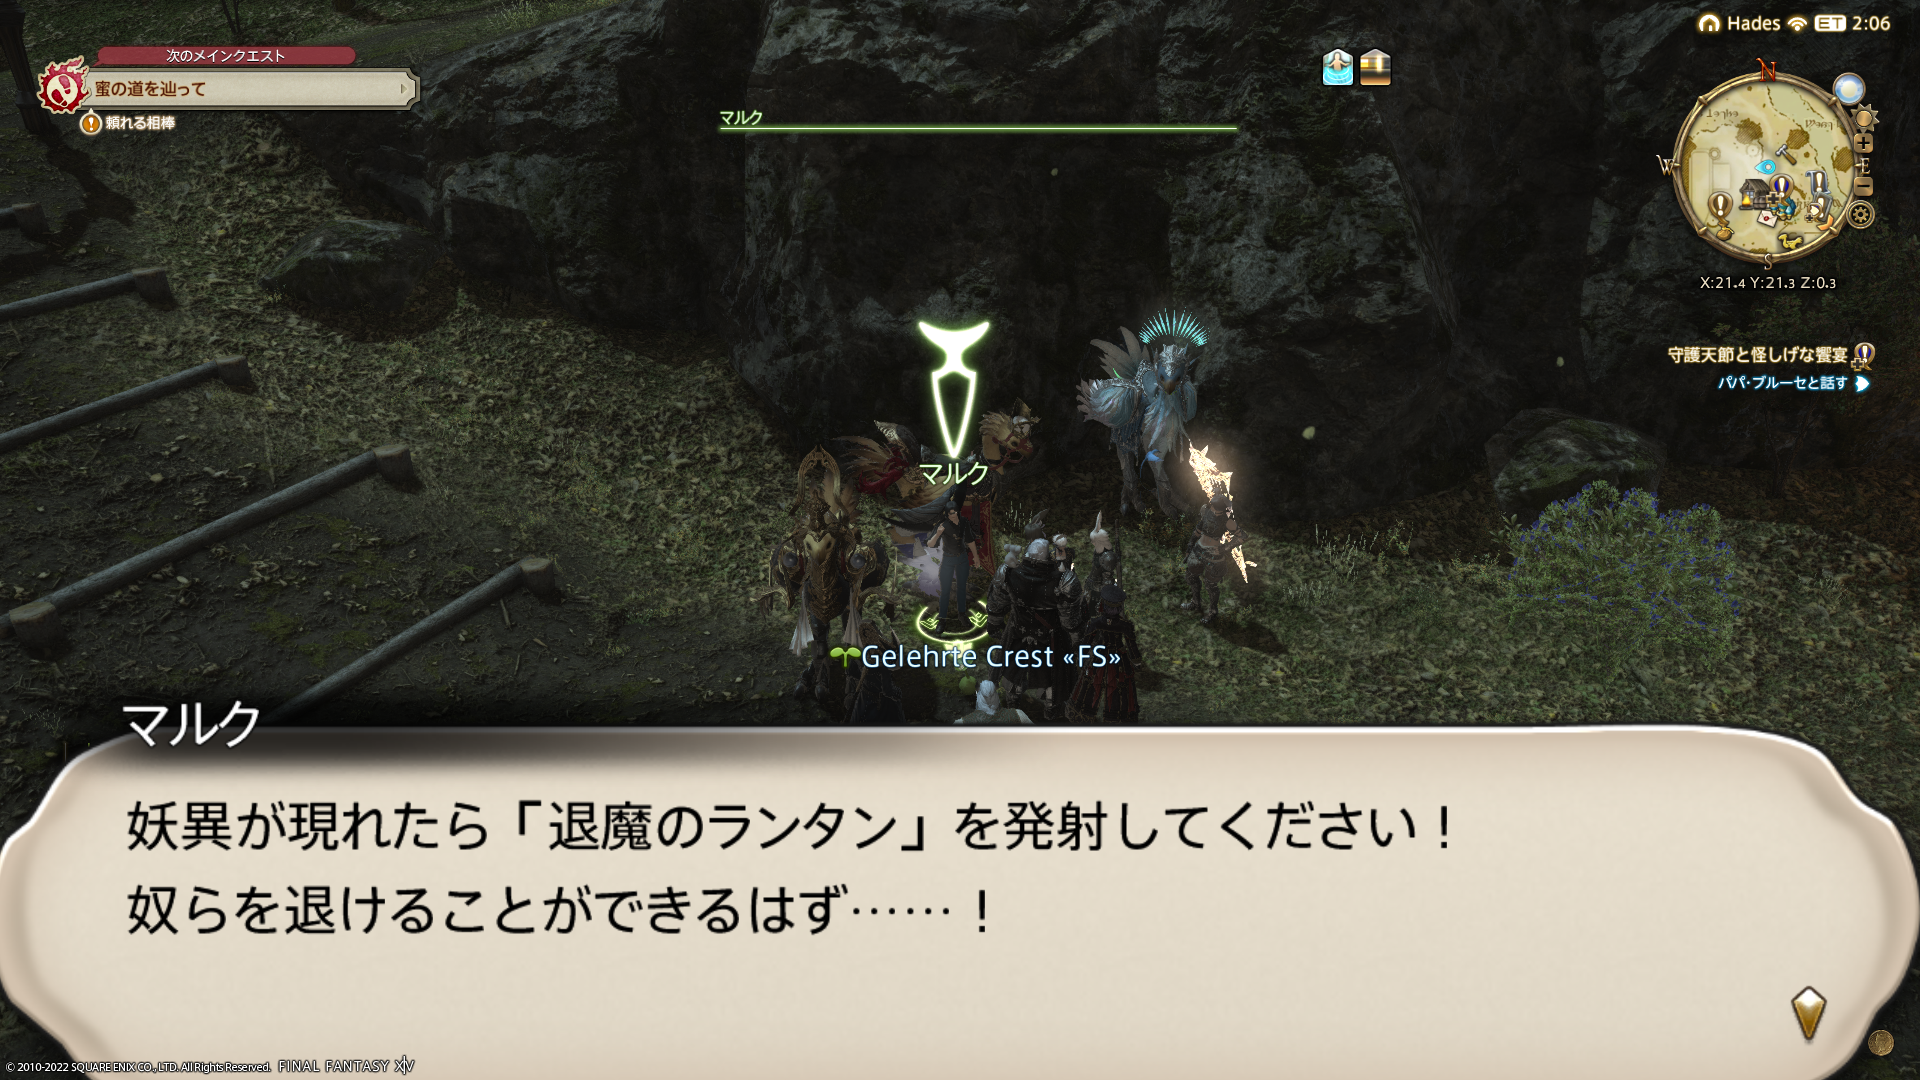 Hades ET 2:06
次のメインクエスト
蜜の道を辿って
頼れる相棒
マルク
N
W
E
S
X:21.4 Y:21.3 Z:0.3
守護天節と怪しげな饗宴
パパ・ブルーセと話す
マルク
Gelehrte Crest «FS»
マルク
妖異が現れたら「退魔のランタン」を発射してください！
奴らを退けることができるはず……！
© 2010-2022 SQUARE ENIX CO., LTD. All Rights Reserved. FINAL FANTASY XIV